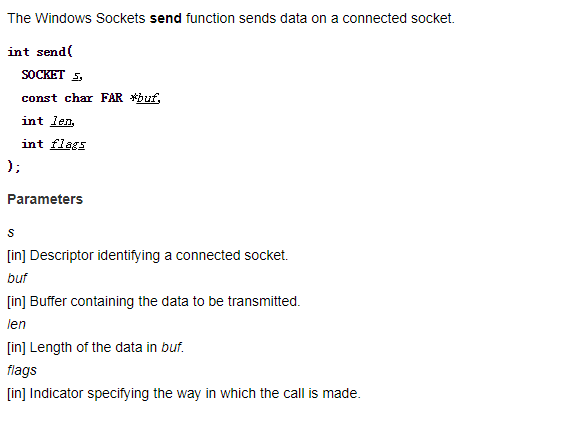 The Windows Sockets send function sends data on a connected socket.
int send(
SOCKET s,
const char FAR *buf,
int len,
int flags
);
Parameters
s
[in] Descriptor identifying a connected socket.
buf
[in] Buffer containing the data to be transmitted.
len
[in] Length of the data in buf.
flags
[in] Indicator specifying the way in which the call is made.